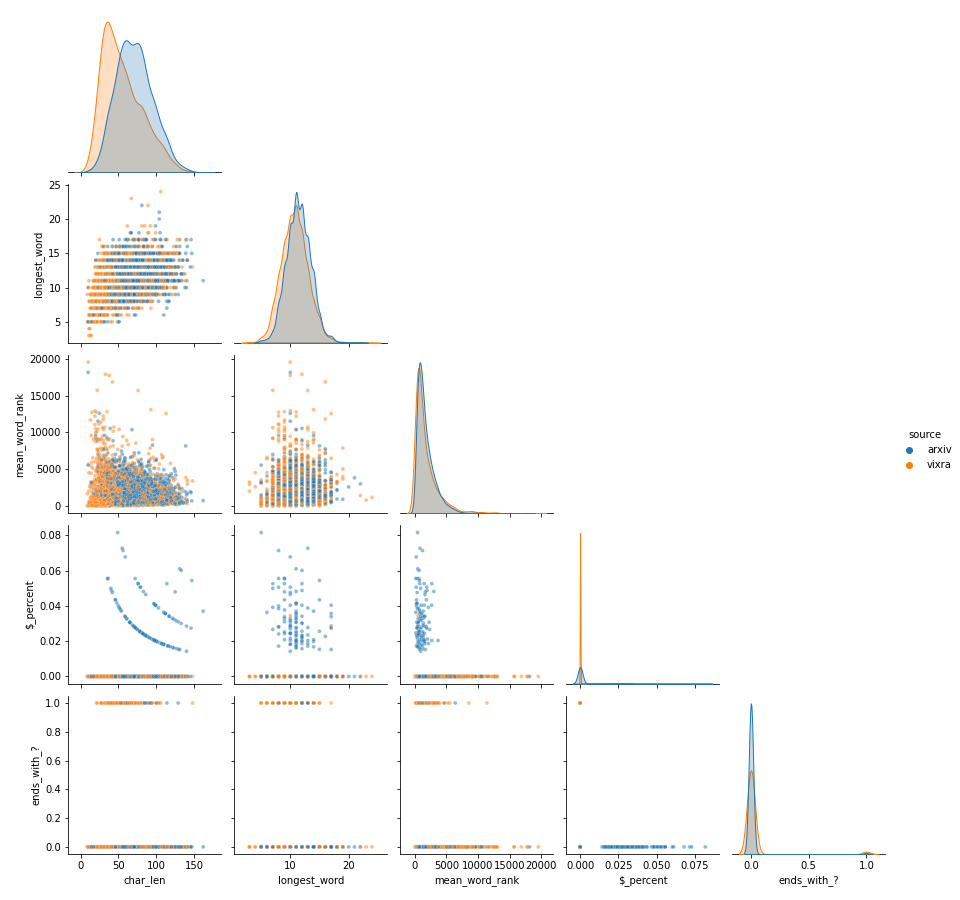 25
20
15
10
5
longest_word
20000
15000
10000
5000
0
mean_word_rank
source
arxiv
vixra
0.08
0.06
0.04
0.02
0.00
$_percent
1.0
0.8
0.6
0.4
0.2
0.0
ends_with_?
0 50 100 150
10 20
0 5000 10000 15000 20000
0.000 0.025 0.050 0.075
0.0 0.5 1.0
char_len longest_word mean_word_rank $_percent ends_with_?